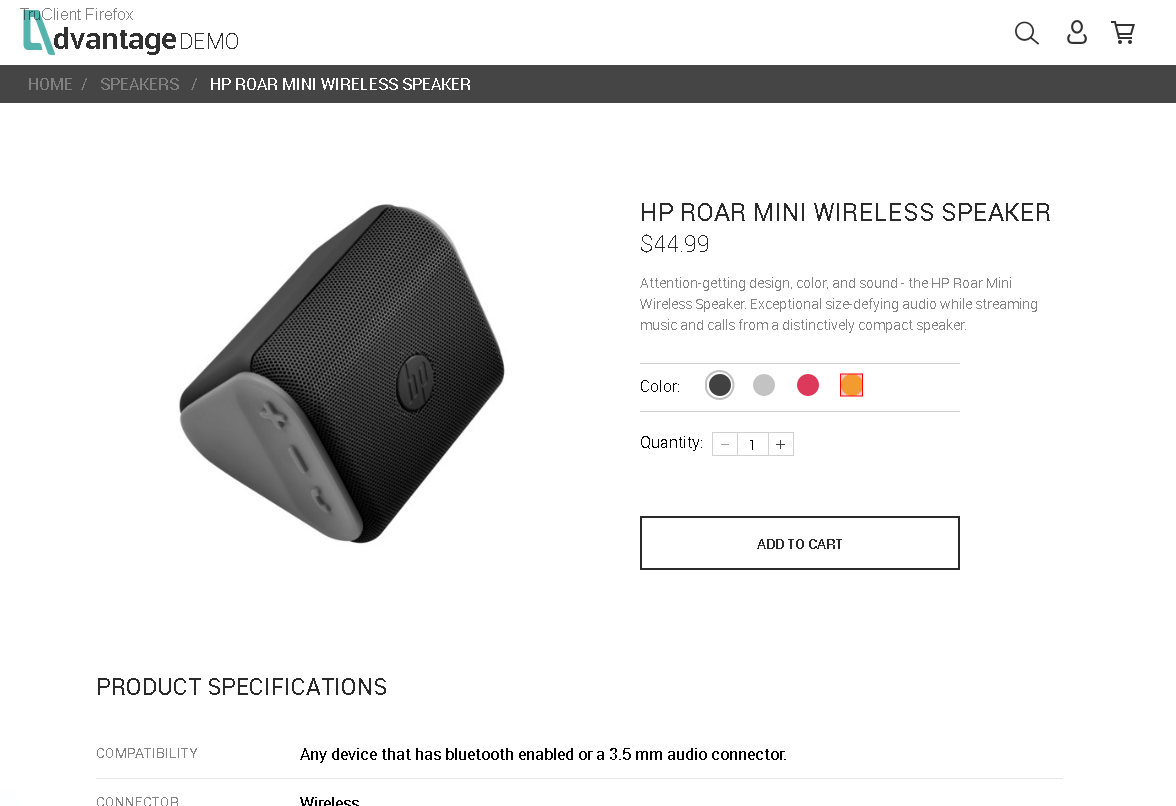 TruClient Firefox
dvantage DEMO
HOME / SPEAKERS / HP ROAR MINI WIRELESS SPEAKER
HP ROAR MINI WIRELESS SPEAKER
$44.99
Attention-getting design, color, and sound - the HP Roar Mini
Wireless Speaker. Exceptional size-defying audio while streaming
music and calls from a distinctively compact speaker.
Color:
Quantity: − 1 +
hp
ADD TO CART
PRODUCT SPECIFICATIONS
COMPATIBILITY Any device that has bluetooth enabled or a 3.5 mm audio connector.
CONNECTOR Wireless